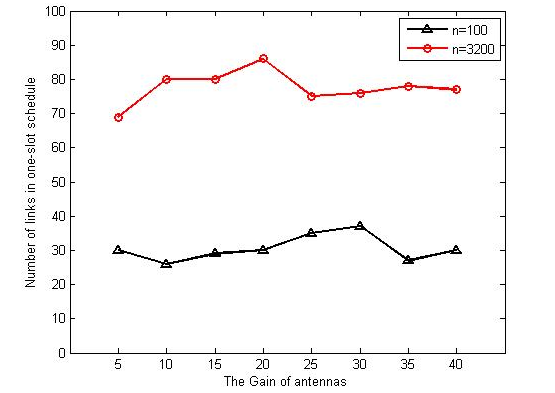 100
90
80
70
60
50
40
30
20
10
0
Number of links in one-slot schedule
n=100
n=3200
5 10 15 20 25 30 35 40
The Gain of antennas